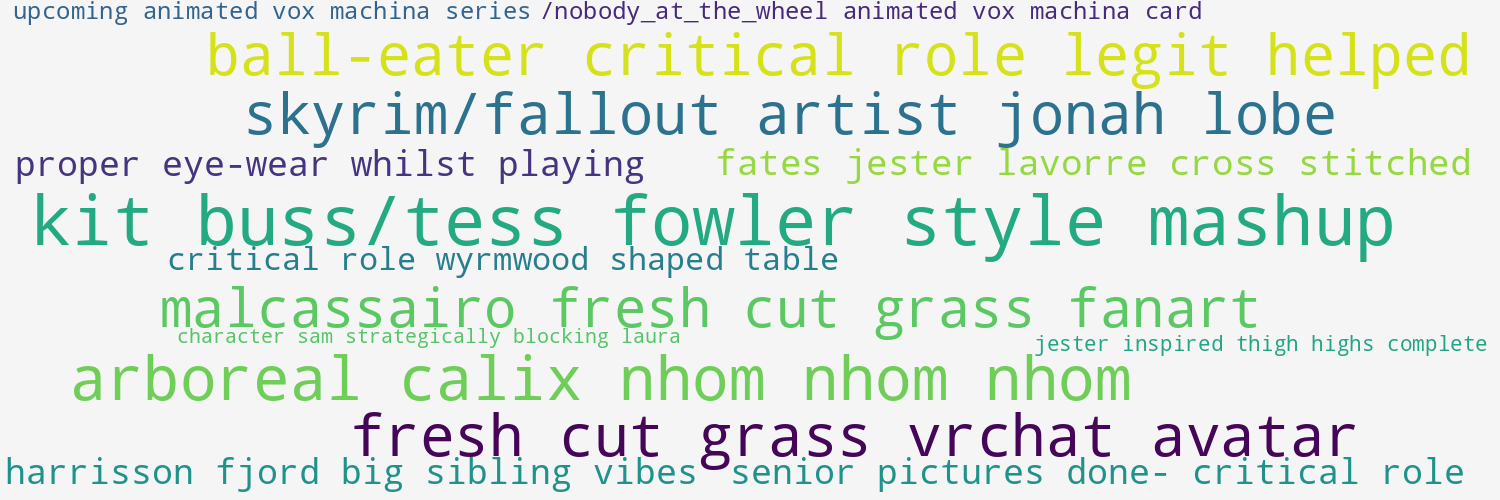 upcoming animated vox machina series /nobody_at_the_wheel animated vox machina card
ball-eater critical role legit helped
skyrim/fallout artist jonah lobe
proper eye-wear whilst playing fates jester lavorre cross stitched
kit buss/tess fowler style mashup
critical role wyrmwood shaped table
malcassairo fresh cut grass fanart
character sam strategically blocking laura jester inspired thigh highs complete
arboreal calix nhom nhom nhom
fresh cut grass vrchat avatar
harrisson fjord big sibling vibes senior pictures done- critical role